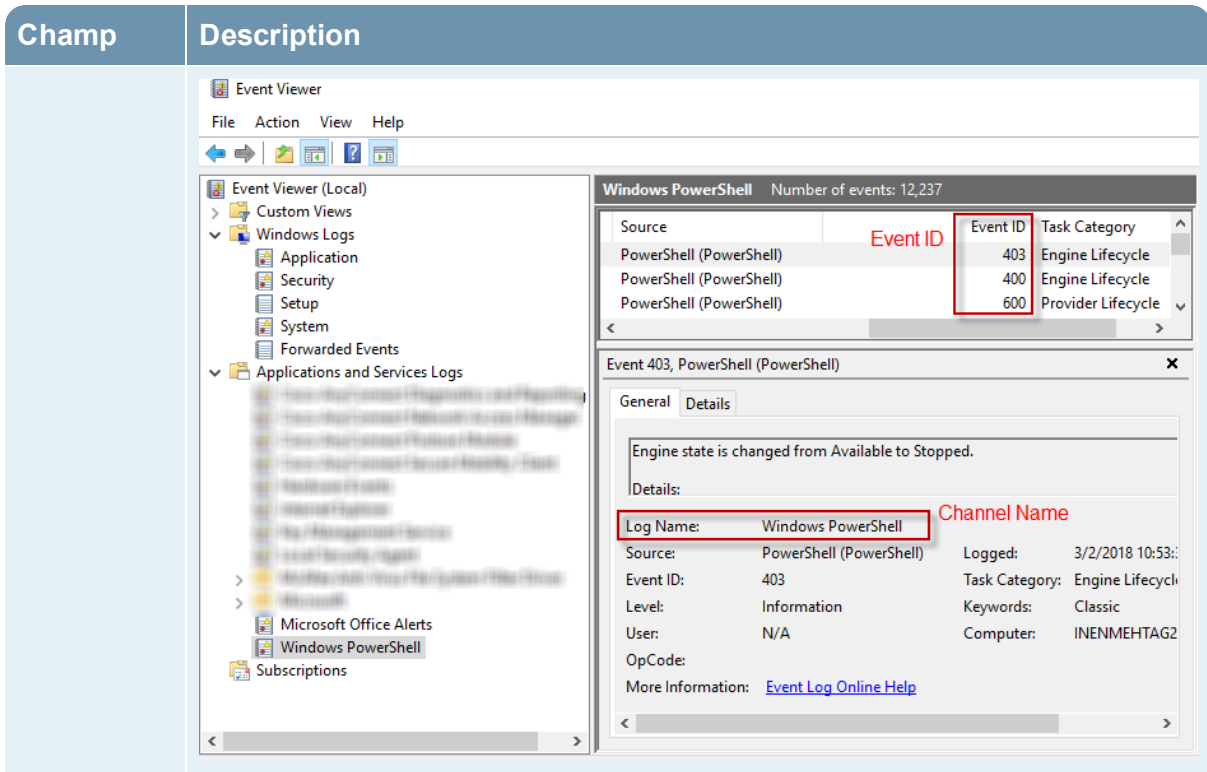 Champ Description
Event Viewer
File Action View Help
Event Viewer (Local)
Custom Views
Windows Logs
Application
Security
Setup
System
Forwarded Events
Applications and Services Logs
Microsoft Office Alerts
Windows PowerShell
Subscriptions
Windows PowerShell Number of events: 12,237
Source Event ID Task Category
Event ID
PowerShell (PowerShell) 403 Engine Lifecycle
PowerShell (PowerShell) 400 Engine Lifecycle
PowerShell (PowerShell) 600 Provider Lifecycle
Event 403, PowerShell (PowerShell)
General Details
Engine state is changed from Available to Stopped.
Details:
Channel Name
Log Name: Windows PowerShell
Source: PowerShell (PowerShell) Logged: 3/2/2018 10:53:
Event ID: 403 Task Category: Engine Lifecycl
Level: Information Keywords: Classic
User: N/A Computer: INENMEHTAG2
OpCode:
More Information: Event Log Online Help